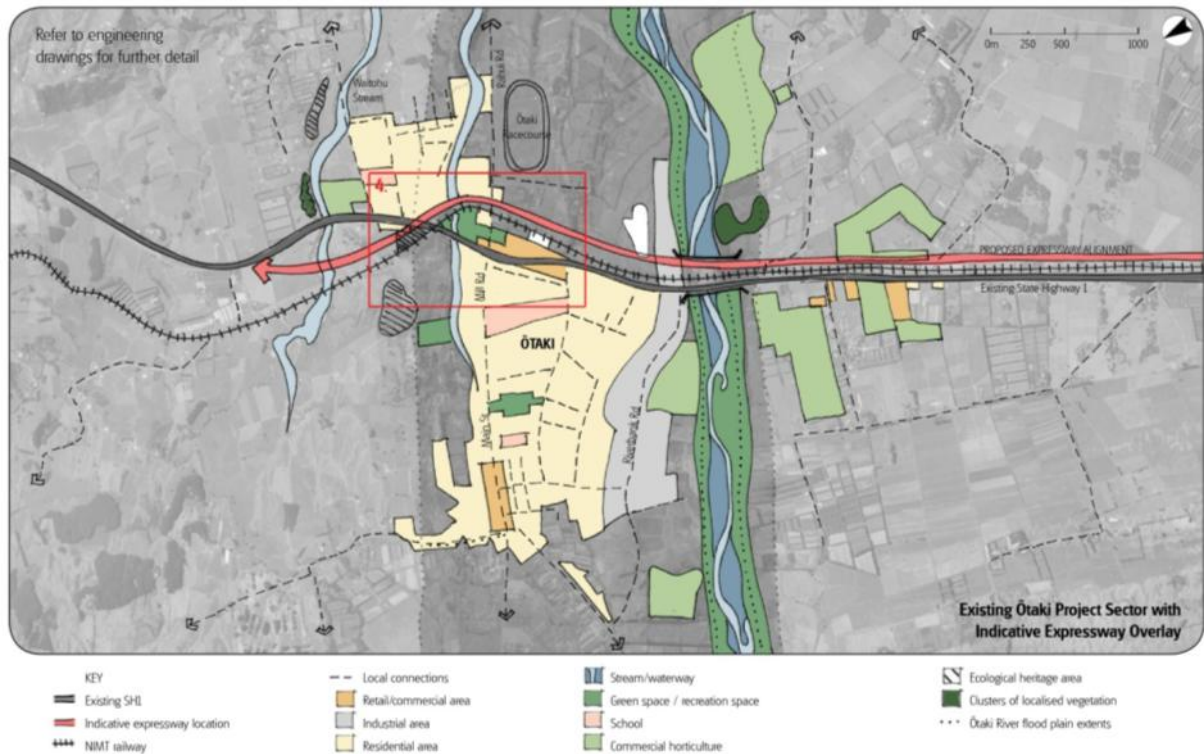 Refer to engineering
drawings for further detail
0m 250 500 1000
Waitohu
Stream
Rahui Rd
Ōtaki
Racecourse
4.
PROPOSED EXPRESSWAY ALIGNMENT
Existing State Highway 1
Mill Rd
ŌTAKI
Riverbank Rd
Existing Ōtaki Project Sector with
Indicative Expressway Overlay
KEY
Existing SH1
Indicative expressway location
NIMT railway
Local connections
Retail/commercial area
Industrial area
Residential area
Stream/waterway
Green space / recreation space
School
Commercial horticulture
Ecological heritage area
Clusters of localised vegetation
Ōtaki River flood plain extents